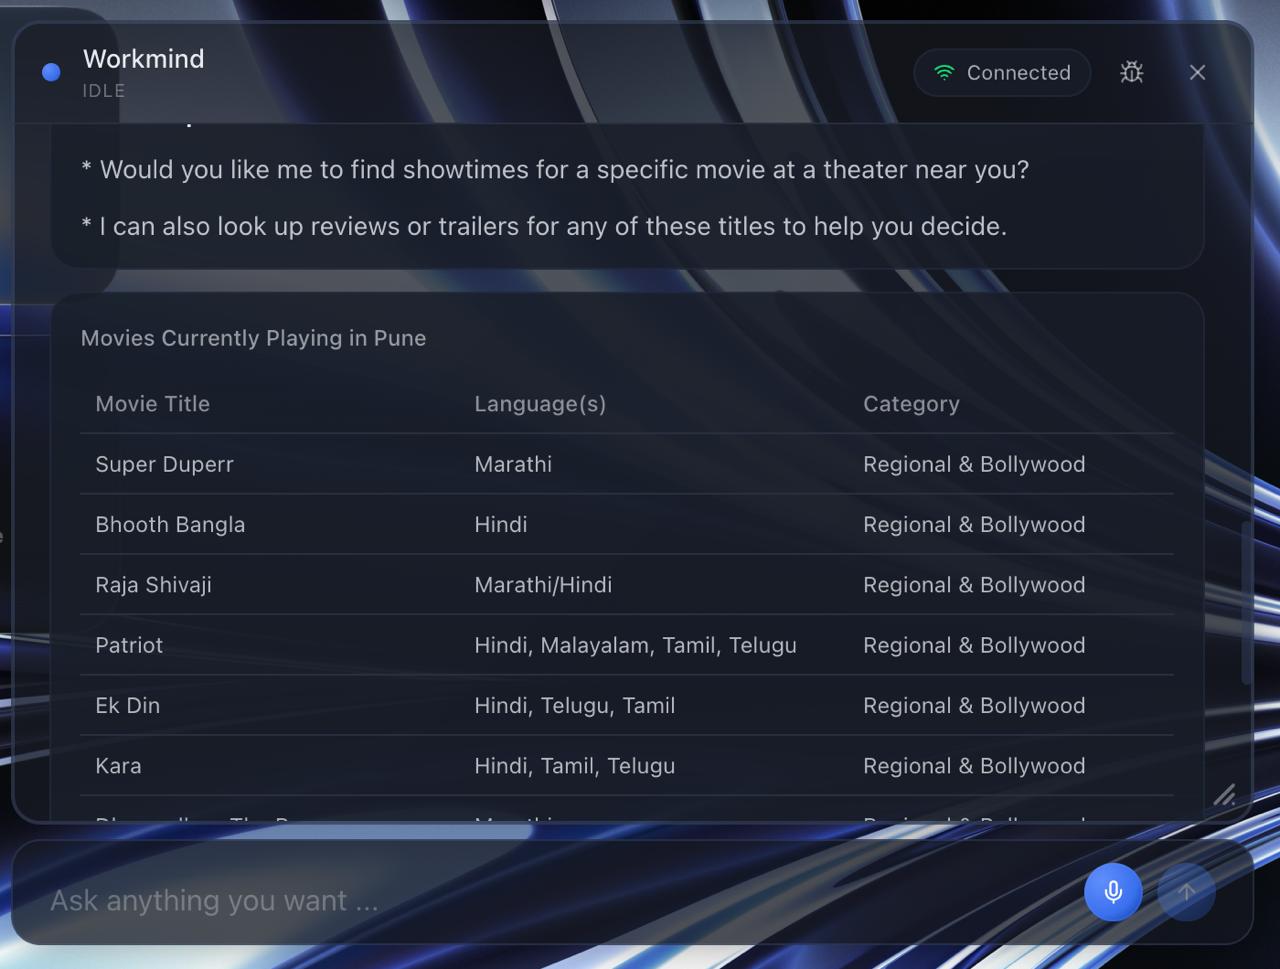 Workmind
IDLE
Connected
* Would you like me to find showtimes for a specific movie at a theater near you?
* I can also look up reviews or trailers for any of these titles to help you decide.
Movies Currently Playing in Pune
Movie Title Language(s) Category
Super Duperr Marathi Regional & Bollywood
Bhooth Bangla Hindi Regional & Bollywood
Raja Shivaji Marathi/Hindi Regional & Bollywood
Patriot Hindi, Malayalam, Tamil, Telugu Regional & Bollywood
Ek Din Hindi, Telugu, Tamil Regional & Bollywood
Kara Hindi, Tamil, Telugu Regional & Bollywood
Ask anything you want ...